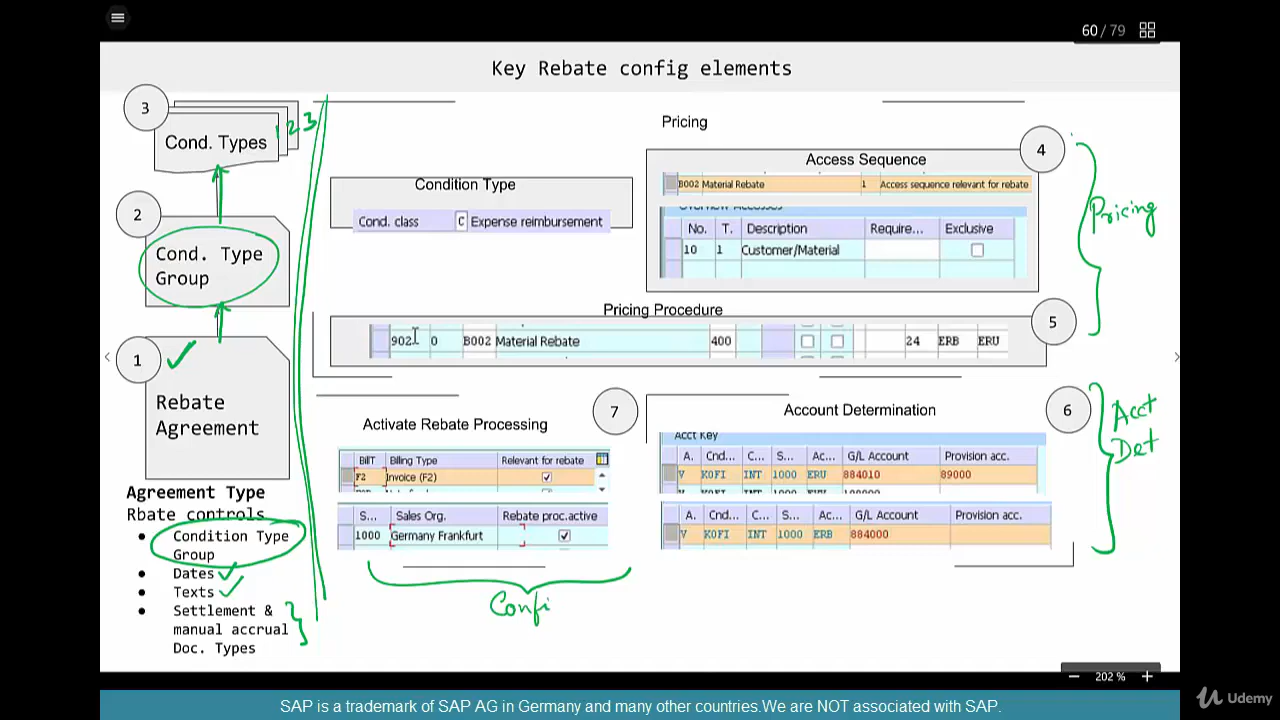 60 / 79
Key Rebate config elements
3
Cond. Types
1 2 3
2
Cond. Type
Group
1
Rebate
Agreement
Agreement Type
Rbate controls
• Condition Type
Group
• Dates
• Texts
• Settlement &
manual accrual
Doc. Types
Pricing
Condition Type
Cond. class C Expense reimbursement
4
Access Sequence
B002 Material Rebate 1 Access sequence relevant for rebate
Overview Accesses
No. T. Description Require... Exclusive
10 1 Customer/Material
Pricing
Pricing Procedure
5
902 0 B002 Material Rebate 400 24 ERB ERU
7
Activate Rebate Processing
BillT Billing Type Relevant for rebate
F2 Invoice (F2)
S... Sales Org. Rebate proc.active
1000 Germany Frankfurt
Confi
6
Account Determination
Acct Key
A. Cnd... C... S... Ac... G/L Account Provision acc.
V KOFI INT 1000 ERU 884010 89000
A. Cnd... C... S... Ac... G/L Account Provision acc.
V KOFI INT 1000 ERB 884000
Acct
Det
202 %
SAP is a trademark of SAP AG in Germany and many other countries.We are NOT associated with SAP.
Udemy